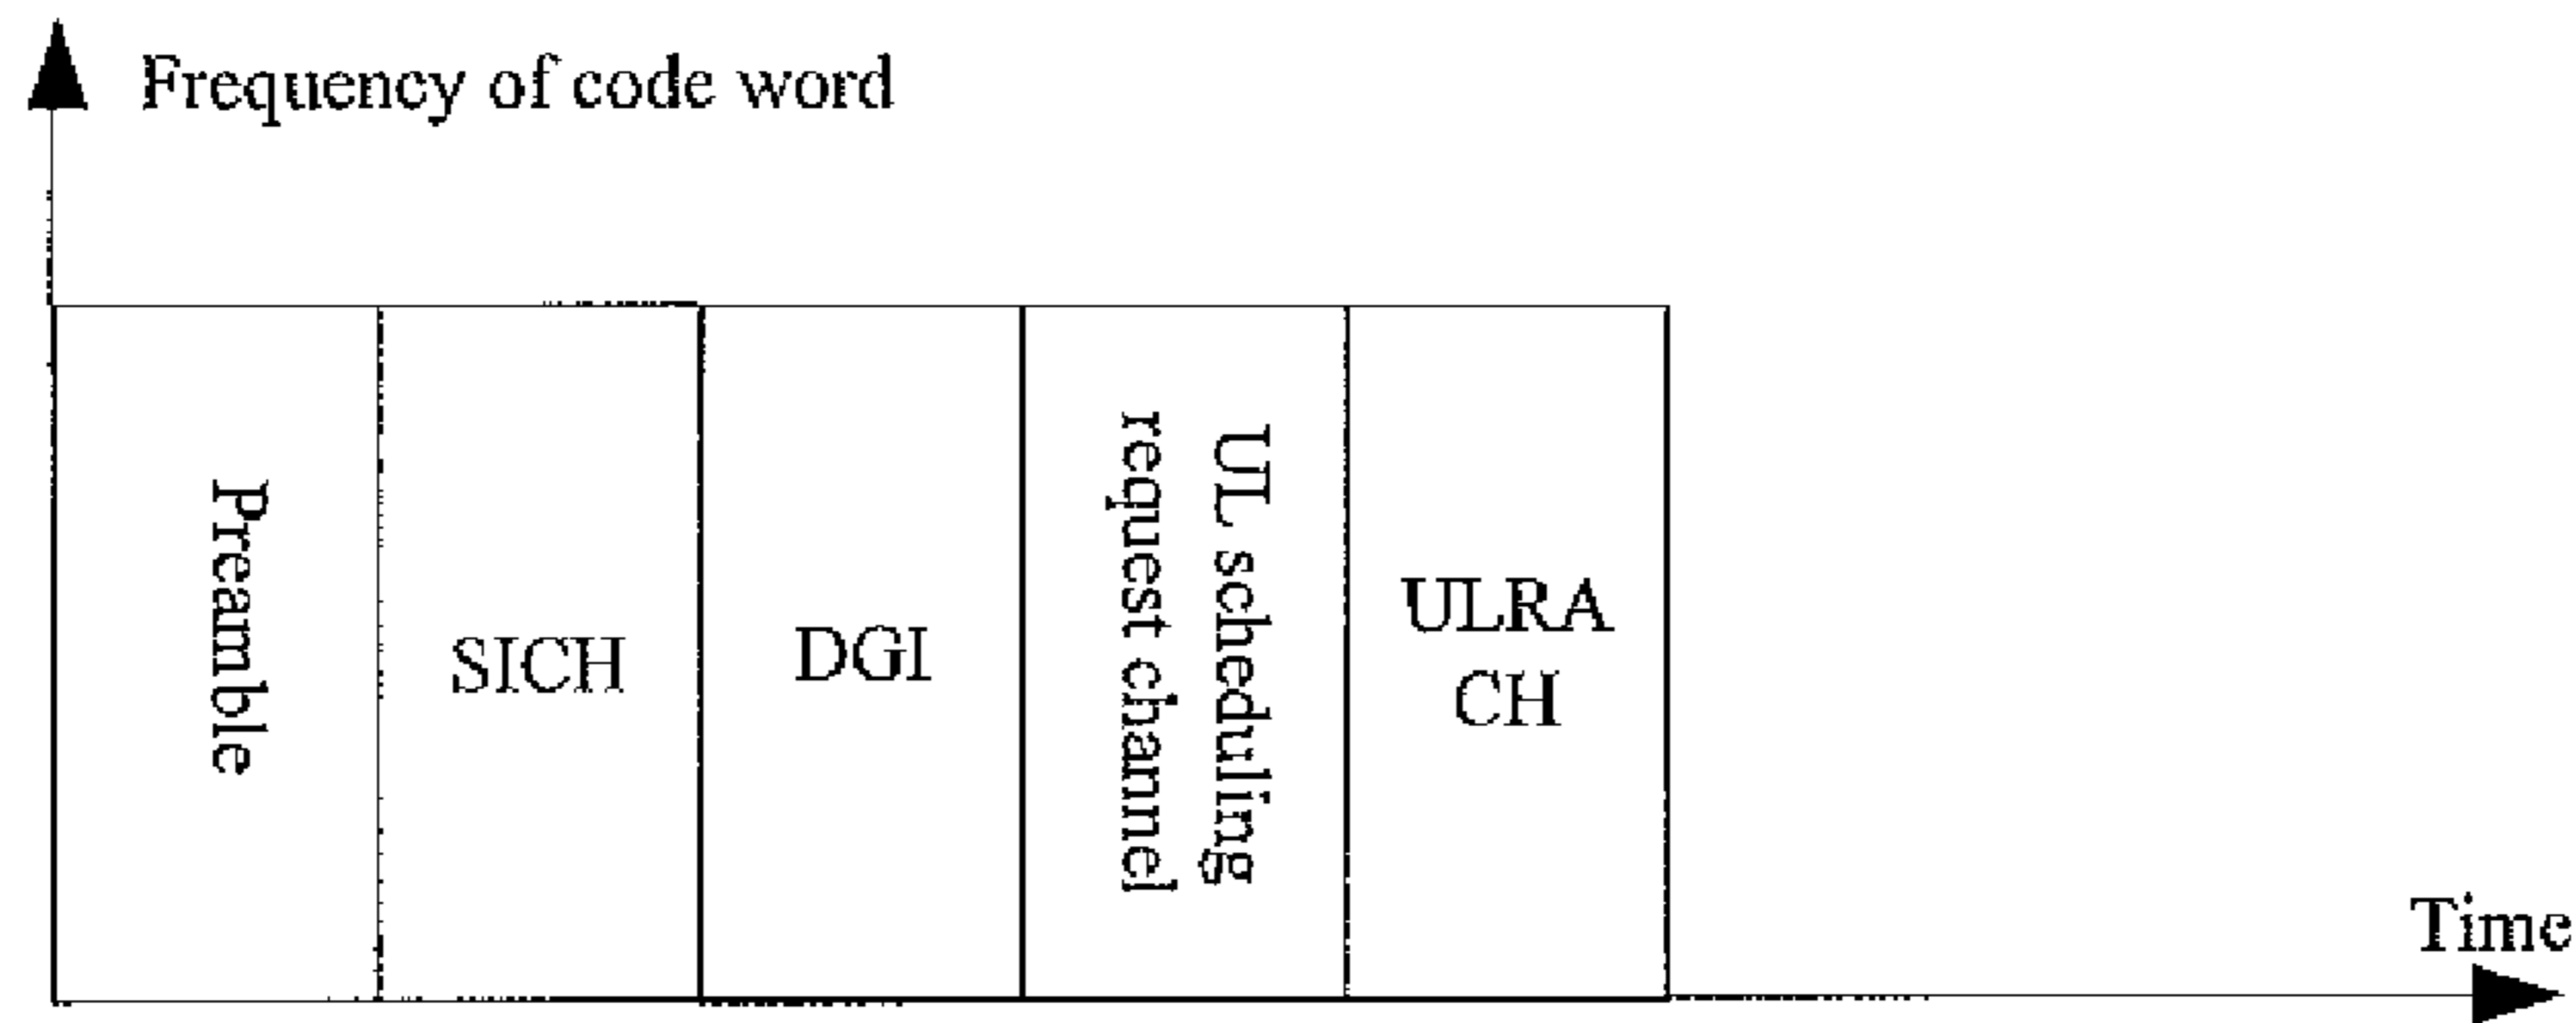 Frequency of code word
Preamble
SICH
DGI
UL scheduling
request channel
ULRA
CH
Time